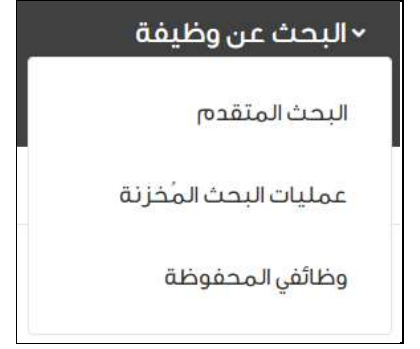 البحث عن وظيفة
البحث المتقدم
عمليات البحث المُخزنة
وظائفي المحفوظة